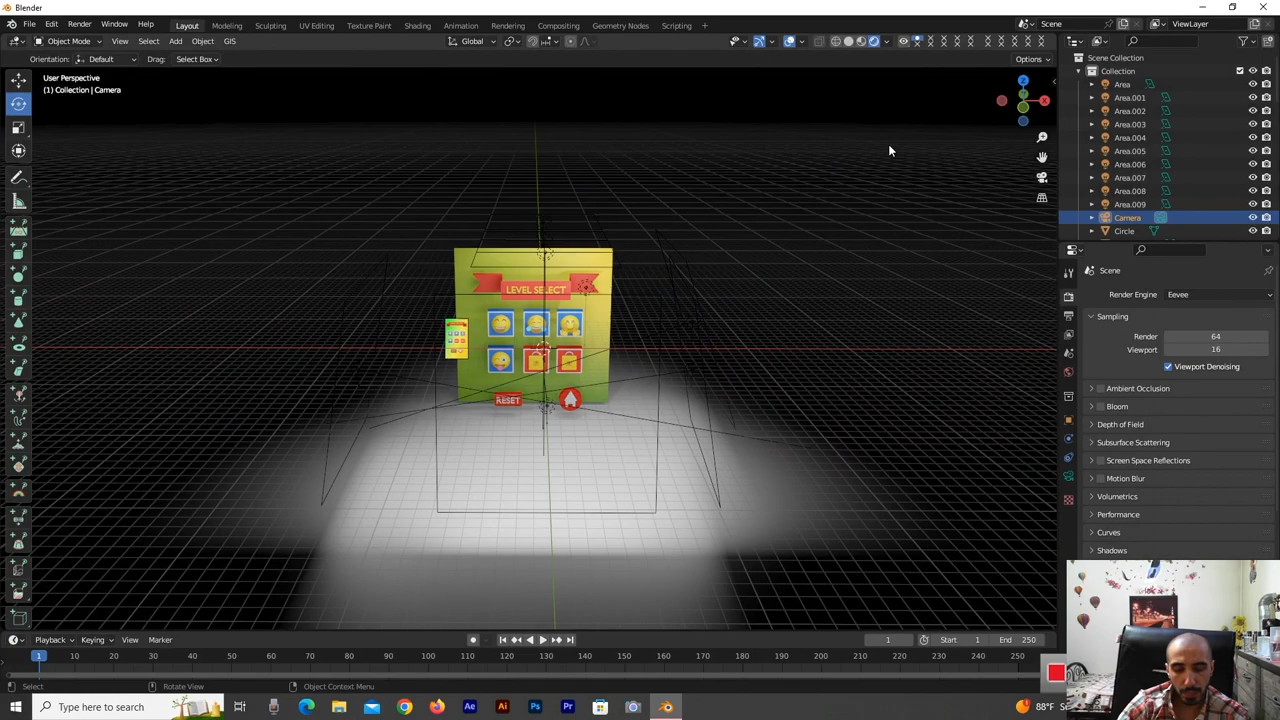 Blender
File Edit Render Window Help Layout Modeling Sculpting UV Editing Texture Paint Shading Animation Rendering Compositing Geometry Nodes Scripting + Scene ViewLayer
Object Mode View Select Add Object GIS Global
Orientation: Default Drag: Select Box Options
User Perspective
(1) Collection | Camera
Z
Y
X
LEVEL SELECT
RESET
Scene Collection
Collection
Area
Area.001
Area.002
Area.003
Area.004
Area.005
Area.006
Area.007
Area.008
Area.009
Camera
Circle
Scene
Render Engine Eevee
Sampling
Render 64
Viewport 16
Viewport Denoising
Ambient Occlusion
Bloom
Depth of Field
Subsurface Scattering
Screen Space Reflections
Motion Blur
Volumetrics
Performance
Curves
Shadows
Playback Keying View Marker 1 Start 1 End 250
1 10 20 30 40 50 60 70 80 90 100 110 120 130 140 150 160 170 180 190 200 210 220 230 240 250
Select Rotate View Object Context Menu
Type here to search Ae Ai Ps Pr 88°F